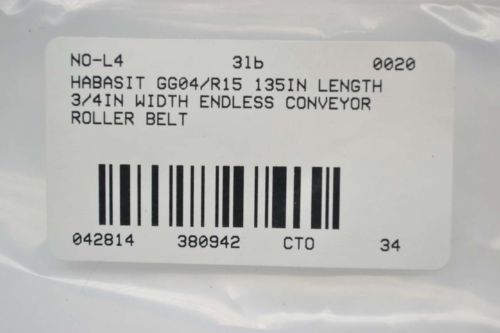 NO-L4 3lb 0020
HABASIT GG04/R15 135IN LENGTH
3/4IN WIDTH ENDLESS CONVEYOR
ROLLER BELT
042814 380942 CTO 34